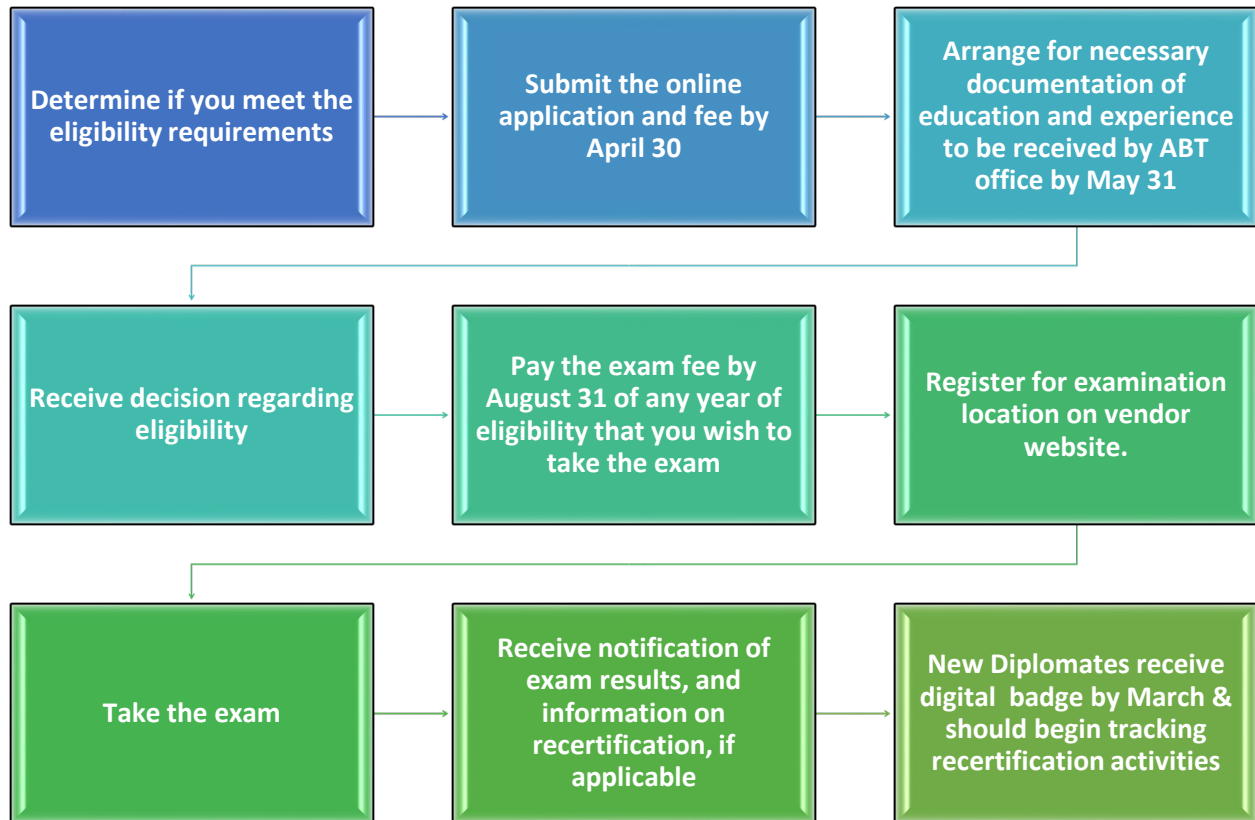 Determine if you meet the
eligibility requirements
Submit the online
application and fee by
April 30
Arrange for necessary
documentation of
education and experience
to be received by ABT
office by May 31
Receive decision regarding
eligibility
Pay the exam fee by
August 31 of any year of
eligibility that you wish to
take the exam
Register for examination
location on vendor
website.
Take the exam
Receive notification of
exam results, and
information on
recertification, if
applicable
New Diplomates receive
digital  badge by March &
should begin tracking
recertification activities